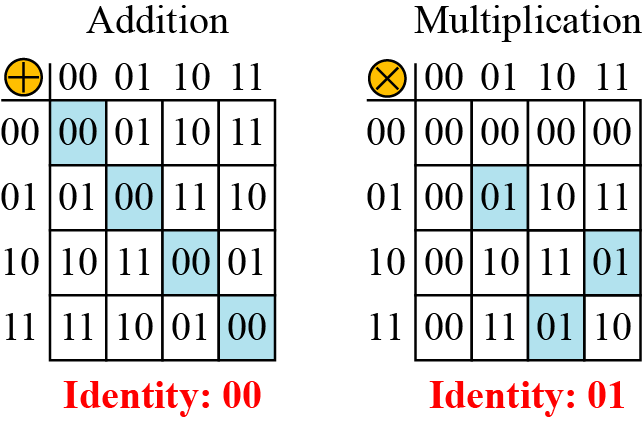 Addition Multiplication
⊕ 00 01 10 11 ⊗ 00 01 10 11
00 00 01 10 11 00 00 00 00 00
01 01 00 11 10 01 00 01 10 11
10 10 11 00 01 10 00 10 11 01
11 11 10 01 00 11 00 11 01 10
Identity: 00 Identity: 01